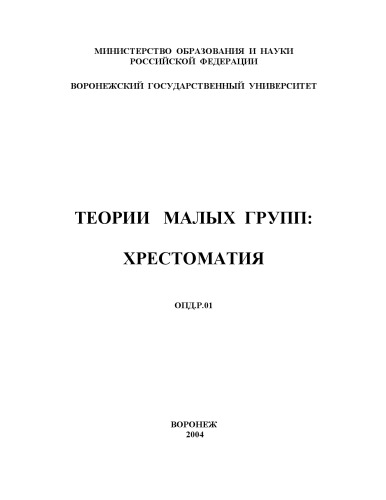 МИНИСТЕРСТВО ОБРАЗОВАНИЯ И НАУКИ
РОССИЙСКОЙ ФЕДЕРАЦИИ
ВОРОНЕЖСКИЙ ГОСУДАРСТВЕННЫЙ УНИВЕРСИТЕТ
ТЕОРИИ МАЛЫХ ГРУПП:
ХРЕСТОМАТИЯ
ОПД.Р.01
ВОРОНЕЖ
2004